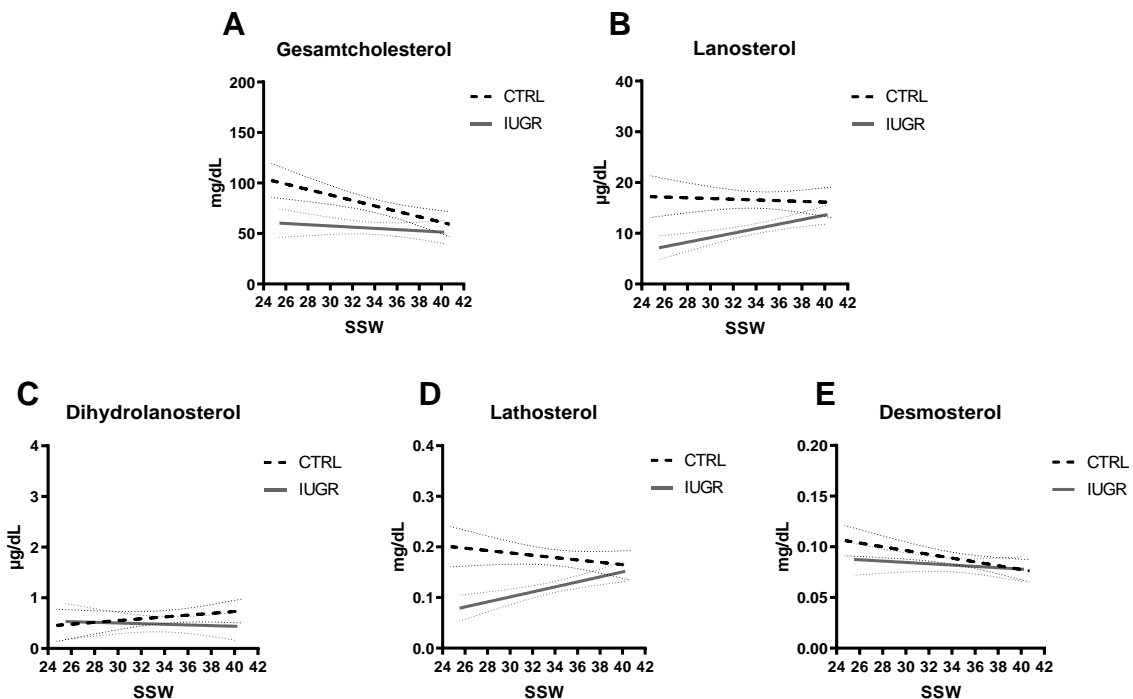 A
Gesamtcholesterol
200
150
100
50
0
mg/dL
24 26 28 30 32 34 36 38 40 42
SSW
CTRL
IUGR
B
Lanosterol
40
30
20
10
0
µg/dL
24 26 28 30 32 34 36 38 40 42
SSW
CTRL
IUGR
C
Dihydrolanosterol
4
3
2
1
0
µg/dL
24 26 28 30 32 34 36 38 40 42
SSW
CTRL
IUGR
D
Lathosterol
0.4
0.3
0.2
0.1
0.0
mg/dL
24 26 28 30 32 34 36 38 40 42
SSW
CTRL
IUGR
E
Desmosterol
0.20
0.15
0.10
0.05
0.00
mg/dL
24 26 28 30 32 34 36 38 40 42
SSW
CTRL
IUGR